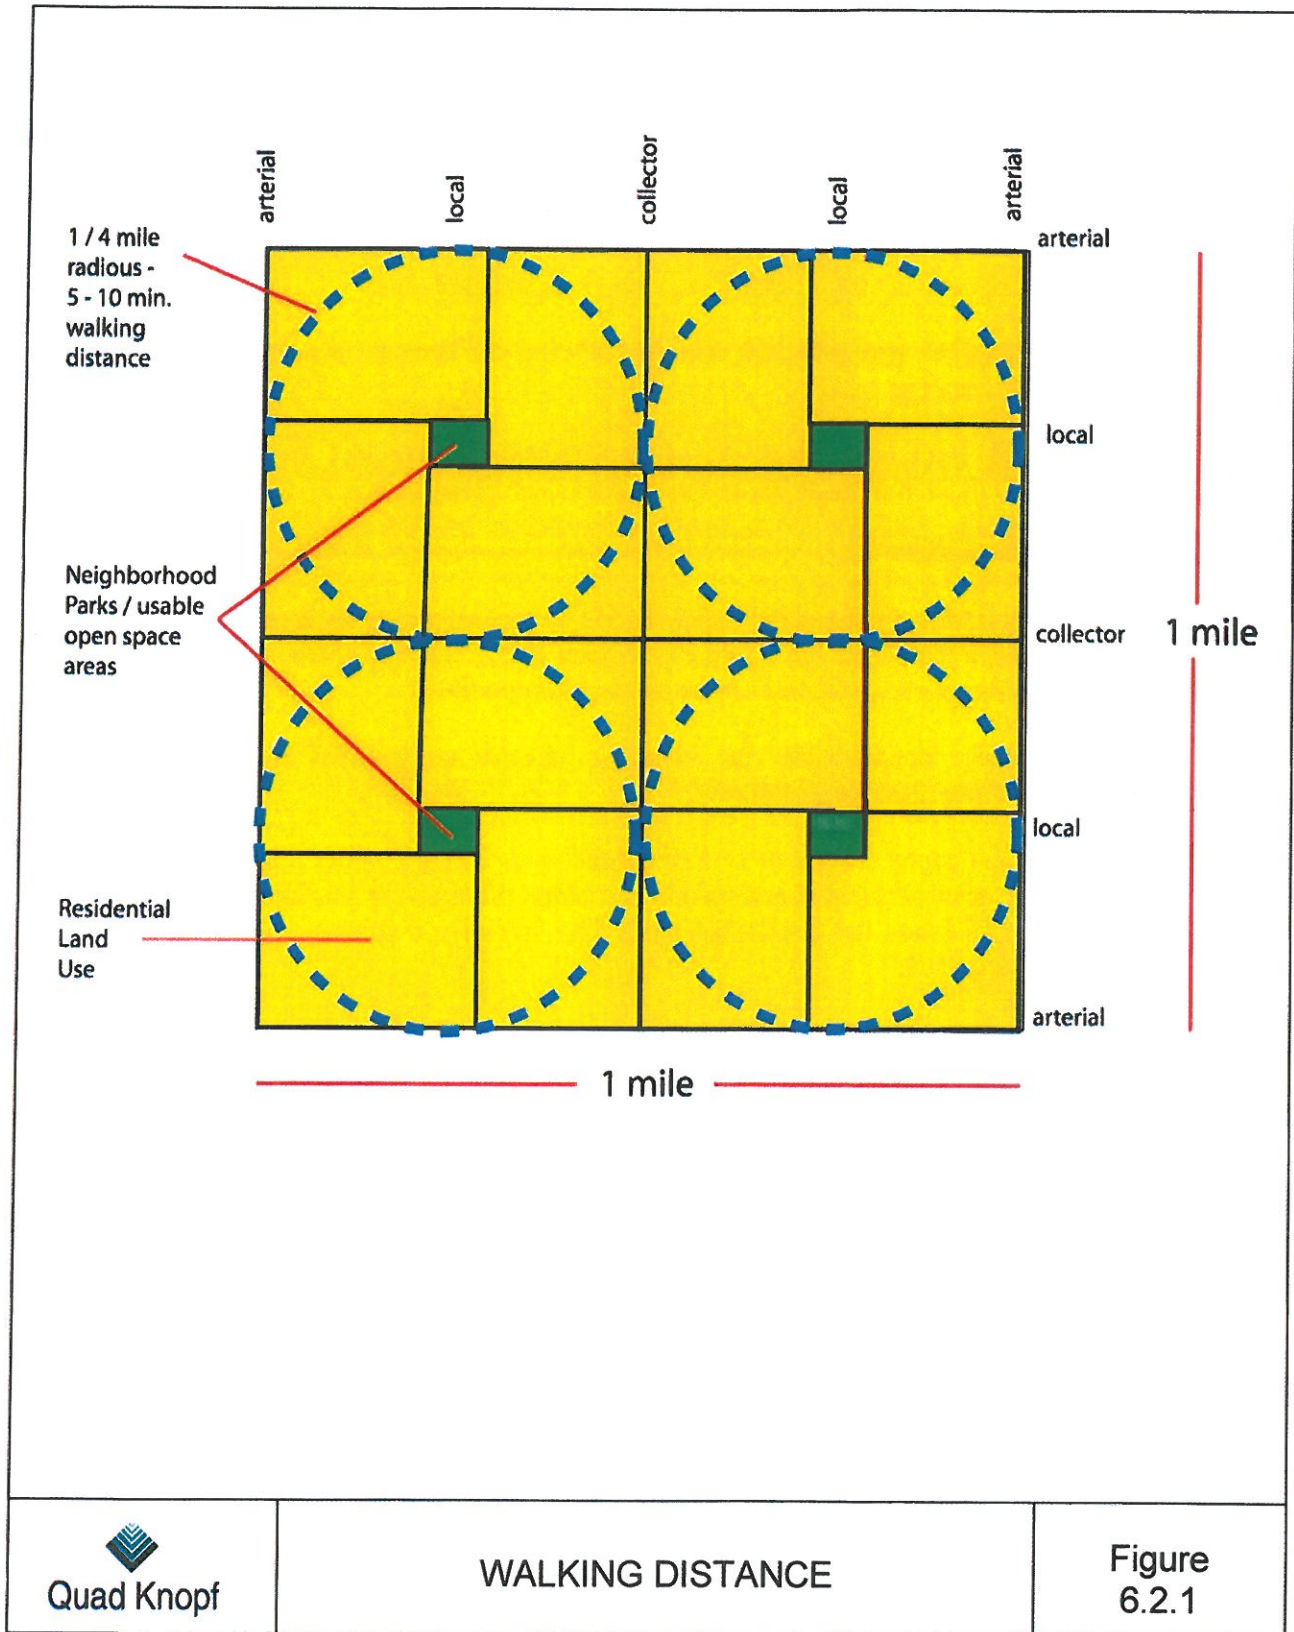 arterial
local
collector
local
arterial
1 / 4 mile
radious -
5 - 10 min.
walking
distance
arterial
local
Neighborhood
Parks / usable
open space
areas
collector
1 mile
local
Residential
Land
Use
arterial
1 mile
Quad Knopf
WALKING DISTANCE
Figure
6.2.1